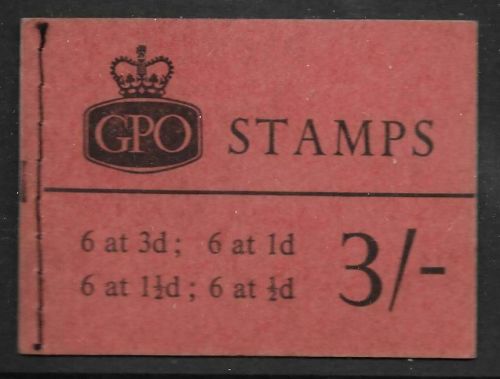 GPO STAMPS
6 at 3d; 6 at 1d
6 at 1½d; 6 at ½d
3/-